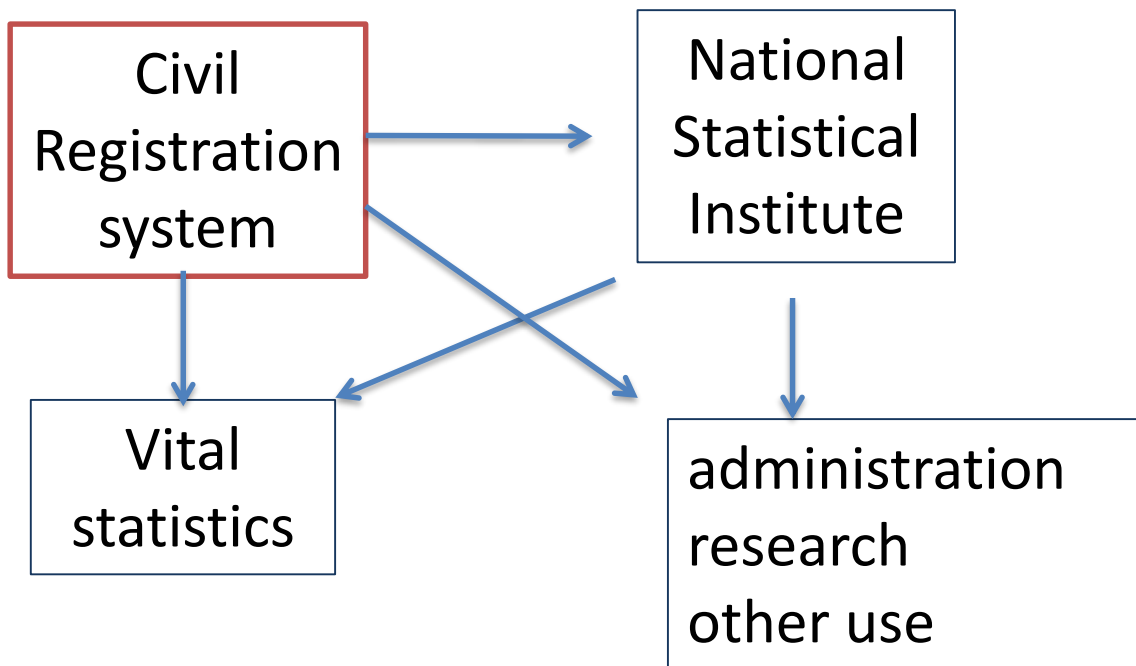 Civil
Registration
system
National
Statistical
Institute
Vital
statistics
administration
research
other use